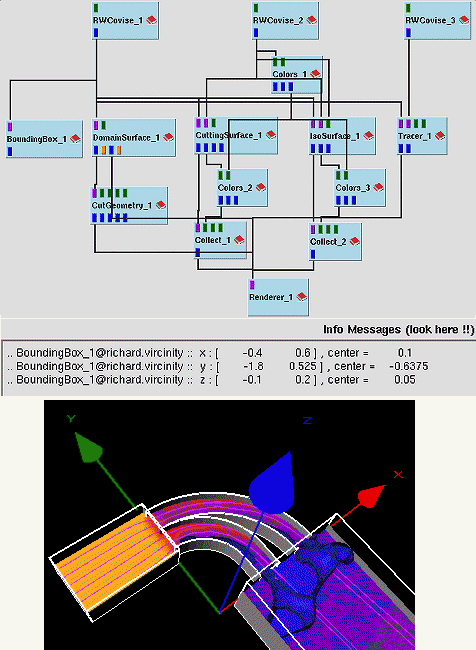 RWCovise_1 RWCovise_2 RWCovise_3
Colors_1
BoundingBox_1 DomainSurface_1 CuttingSurface_1 IsoSurface_1 Tracer_1
CutGeometry_1 Colors_2 Colors_3
Collect_1 Collect_2
Renderer_1
Info Messages (look here !!)
.. BoundingBox_1@richard.vircinity :: x : [ -0.4 0.6 ] , center = 0.1
.. BoundingBox_1@richard.vircinity :: y : [ -1.8 0.525 ] , center = -0.6375
.. BoundingBox_1@richard.vircinity :: z : [ -0.1 0.2 ] , center = 0.05
Y Z
X